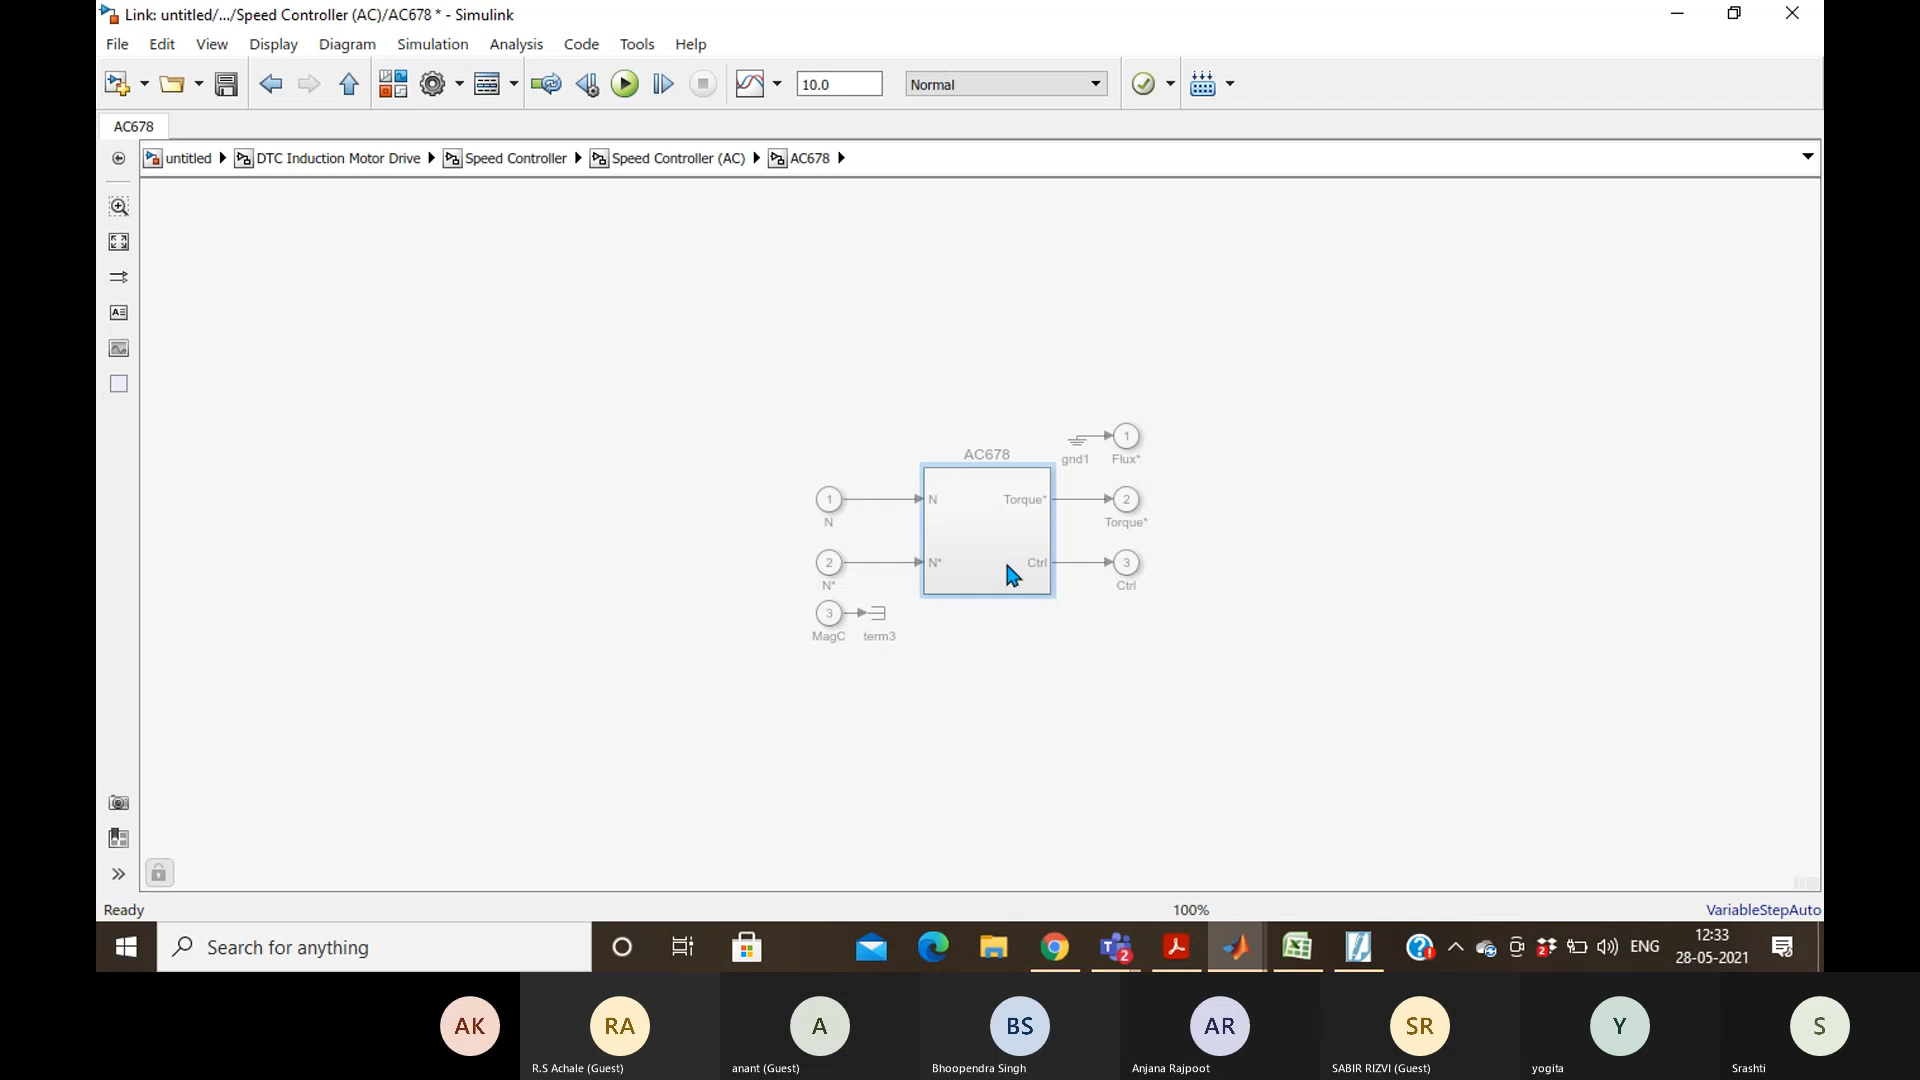 Link: untitled/.../Speed Controller (AC)/AC678 * - Simulink
File Edit View Display Diagram Simulation Analysis Code Tools Help
10.0 Normal
AC678
untitled DTC Induction Motor Drive Speed Controller Speed Controller (AC) AC678
AC678
1
gnd1 Flux*
1 N Torque* 2
N Torque*
2 N* Ctrl 3
N* Ctrl
3
MagC term3
Ready 100% VariableStepAuto
Search for anything
2
2
ENG
12:33
28-05-2021
AK RA A BS AR SR Y S
R.S Achale (Guest) anant (Guest) Bhoopendra Singh Anjana Rajpoot SABIR RIZVI (Guest) yogita Srashti